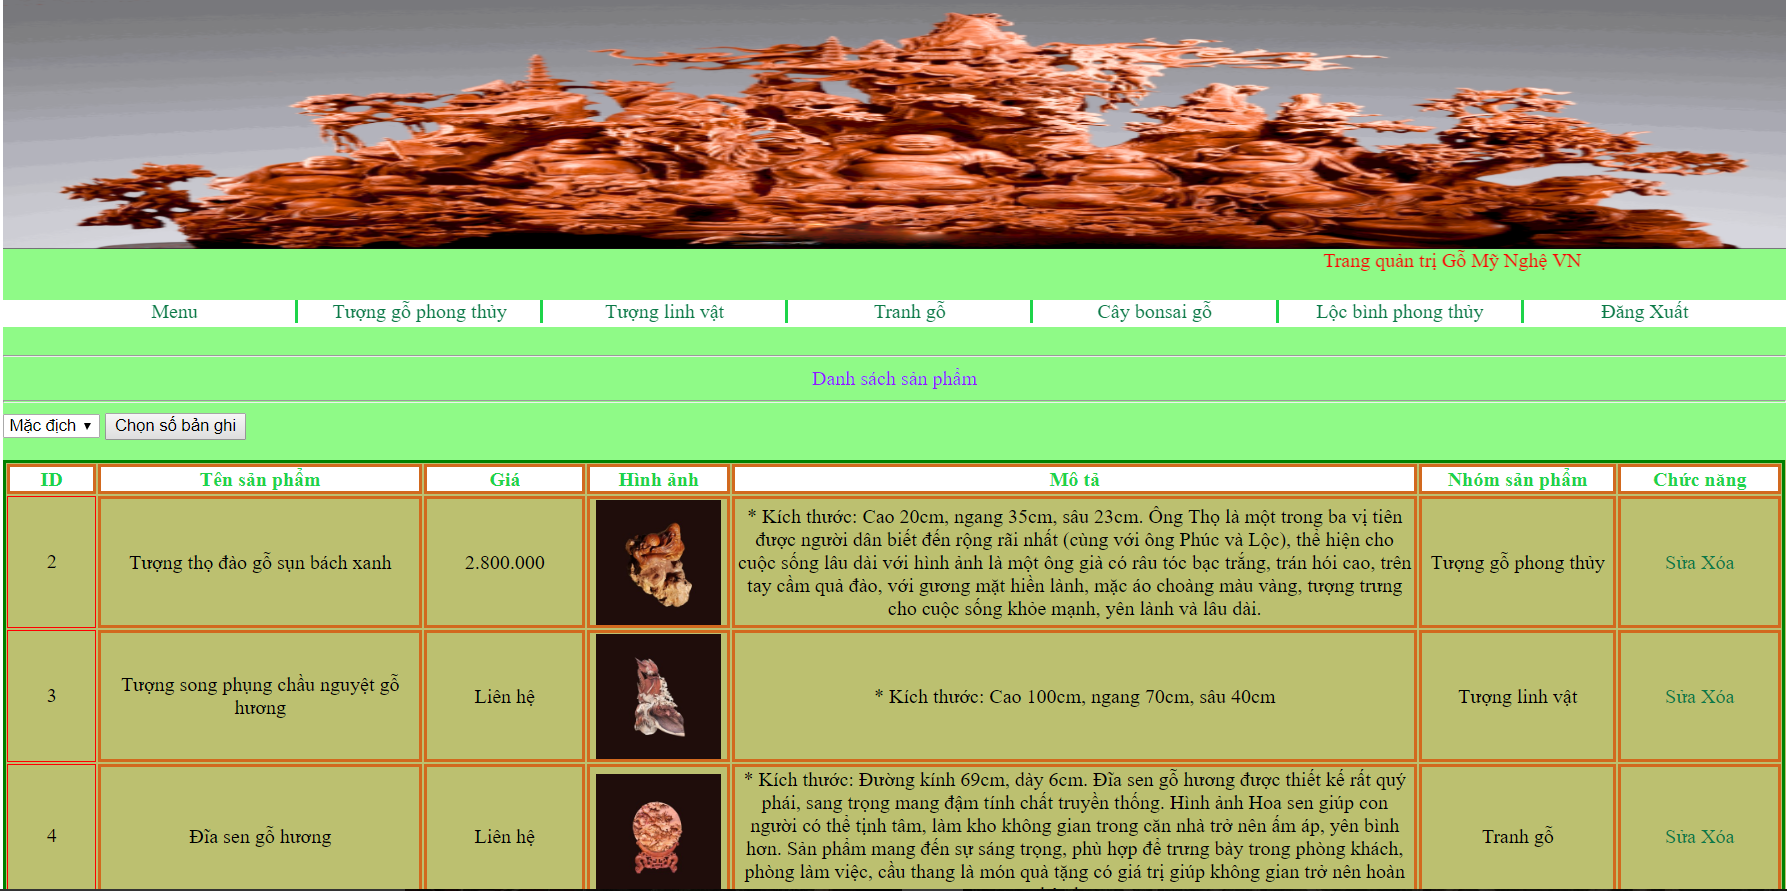 Trang quản trị Gỗ Mỹ Nghệ VN
Menu
Tượng gỗ phong thủy
Tượng linh vật
Tranh gỗ
Cây bonsai gỗ
Lộc bình phong thủy
Đăng Xuất
Danh sách sản phẩm
Mặc địch
Chọn số bản ghi
ID
Tên sản phẩm
Giá
Hình ảnh
Mô tả
Nhóm sản phẩm
Chức năng
2
Tượng thọ đào gỗ sụn bách xanh
2.800.000
* Kích thước: Cao 20cm, ngang 35cm, sâu 23cm. Ông Thọ là một trong ba vị tiên
được người dân biết đến rộng rãi nhất (cùng với ông Phúc và Lộc), thể hiện cho
cuộc sống lâu dài với hình ảnh là một ông già có râu tóc bạc trắng, trán hói cao, trên
tay cầm quả đào, với gương mặt hiền lành, mặc áo choàng màu vàng, tượng trưng
cho cuộc sống khỏe mạnh, yên lành và lâu dài.
Tượng gỗ phong thủy
Sửa Xóa
3
Tượng song phụng chầu nguyệt gỗ
hương
Liên hệ
* Kích thước: Cao 100cm, ngang 70cm, sâu 40cm
Tượng linh vật
Sửa Xóa
4
Đĩa sen gỗ hương
Liên hệ
* Kích thước: Đường kính 69cm, dày 6cm. Đĩa sen gỗ hương được thiết kế rất quý
phái, sang trọng mang đậm tính chất truyền thống. Hình ảnh Hoa sen giúp con
người có thể tịnh tâm, làm kho không gian trong căn nhà trở nên ấm áp, yên bình
hơn. Sản phẩm mang đến sự sáng trọng, phù hợp để trưng bày trong phòng khách,
phòng làm việc, cầu thang là món quà tặng có giá trị giúp không gian trở nên hoàn
Tranh gỗ
Sửa Xóa